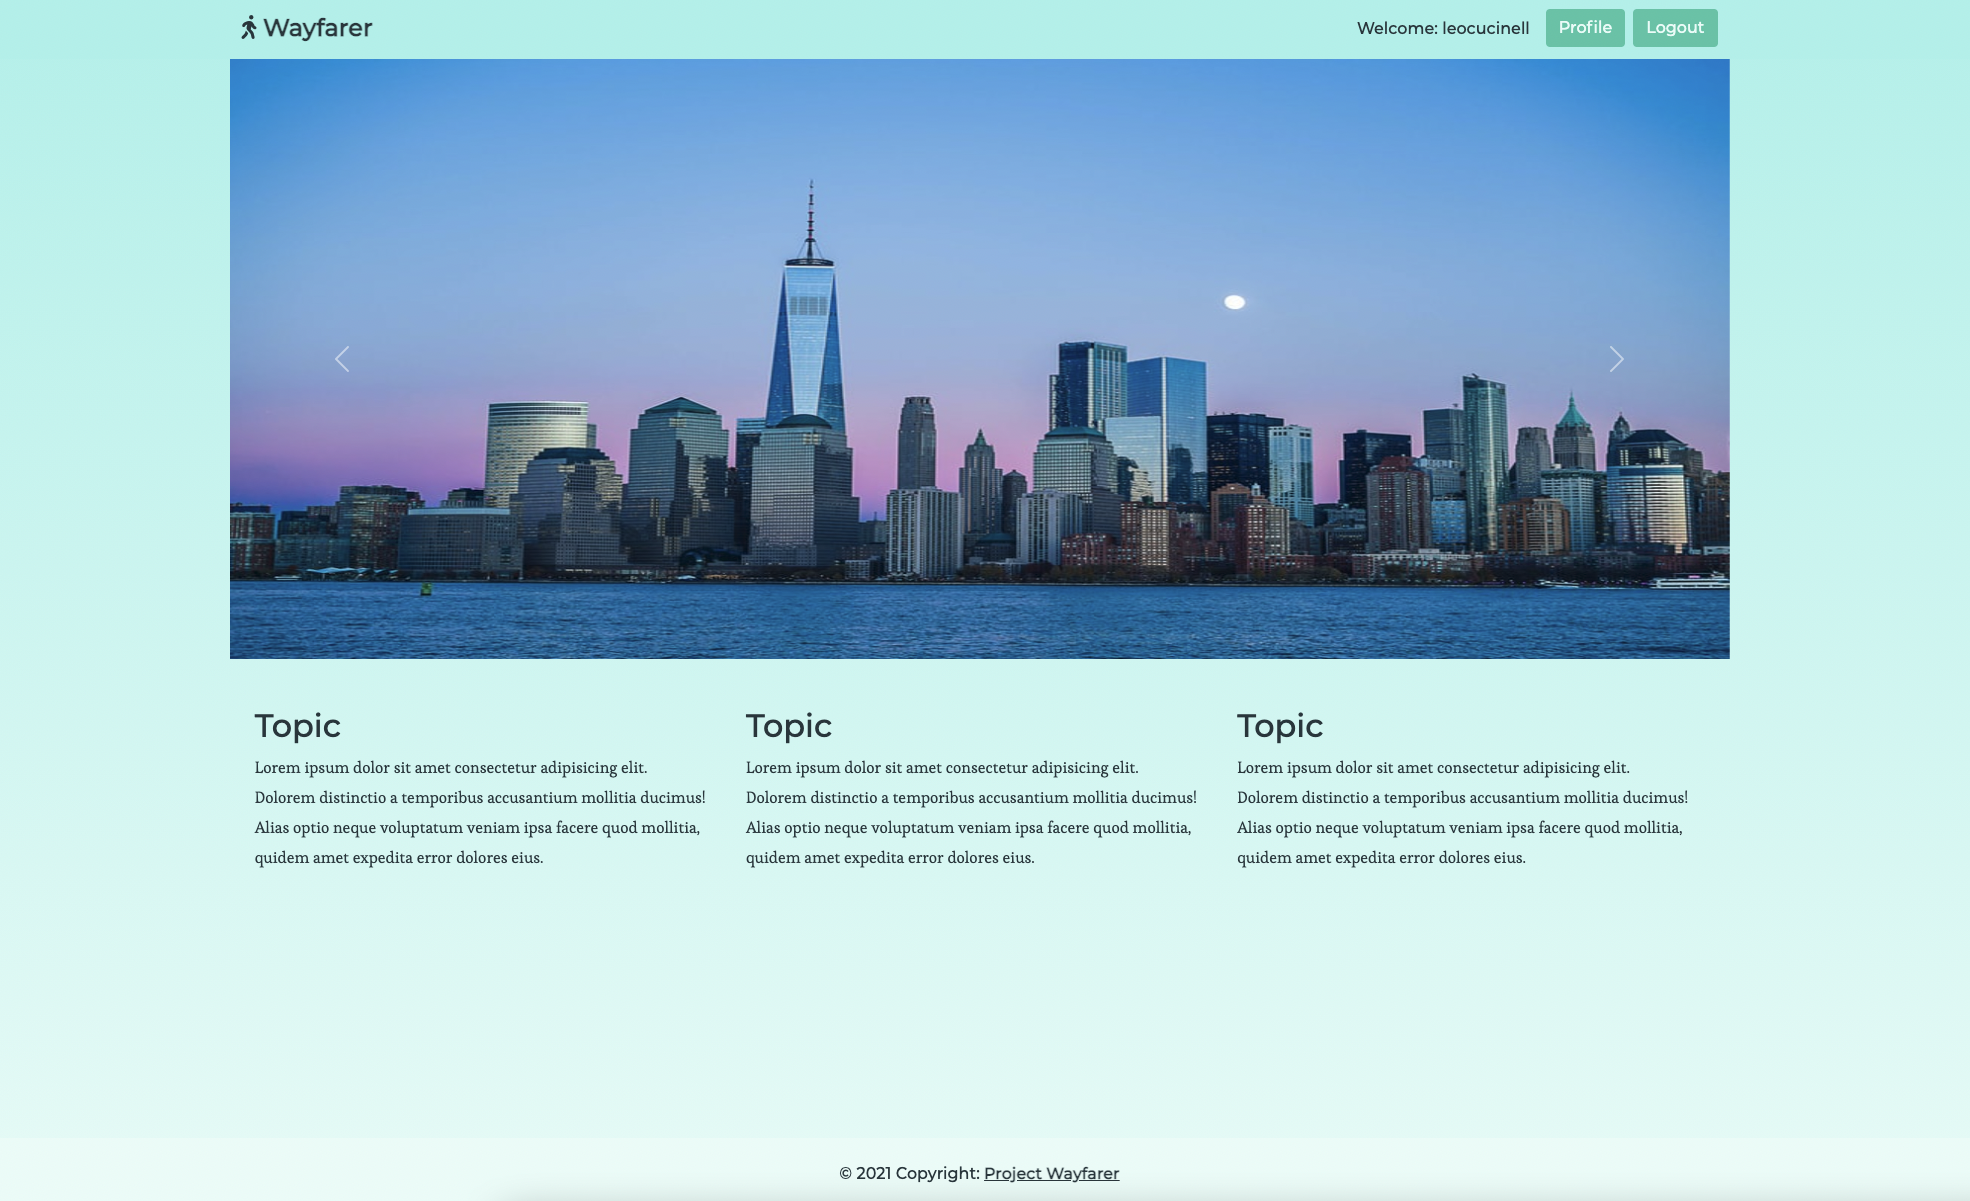 Wayfarer
Welcome: leocucinell
Profile
Logout
Topic
Lorem ipsum dolor sit amet consectetur adipisicing elit.
Dolorem distinctio a temporibus accusantium mollitia ducimus!
Alias optio neque voluptatum veniam ipsa facere quod mollitia,
quidem amet expedita error dolores eius.
Topic
Lorem ipsum dolor sit amet consectetur adipisicing elit.
Dolorem distinctio a temporibus accusantium mollitia ducimus!
Alias optio neque voluptatum veniam ipsa facere quod mollitia,
quidem amet expedita error dolores eius.
Topic
Lorem ipsum dolor sit amet consectetur adipisicing elit.
Dolorem distinctio a temporibus accusantium mollitia ducimus!
Alias optio neque voluptatum veniam ipsa facere quod mollitia,
quidem amet expedita error dolores eius.
© 2021 Copyright: Project Wayfarer